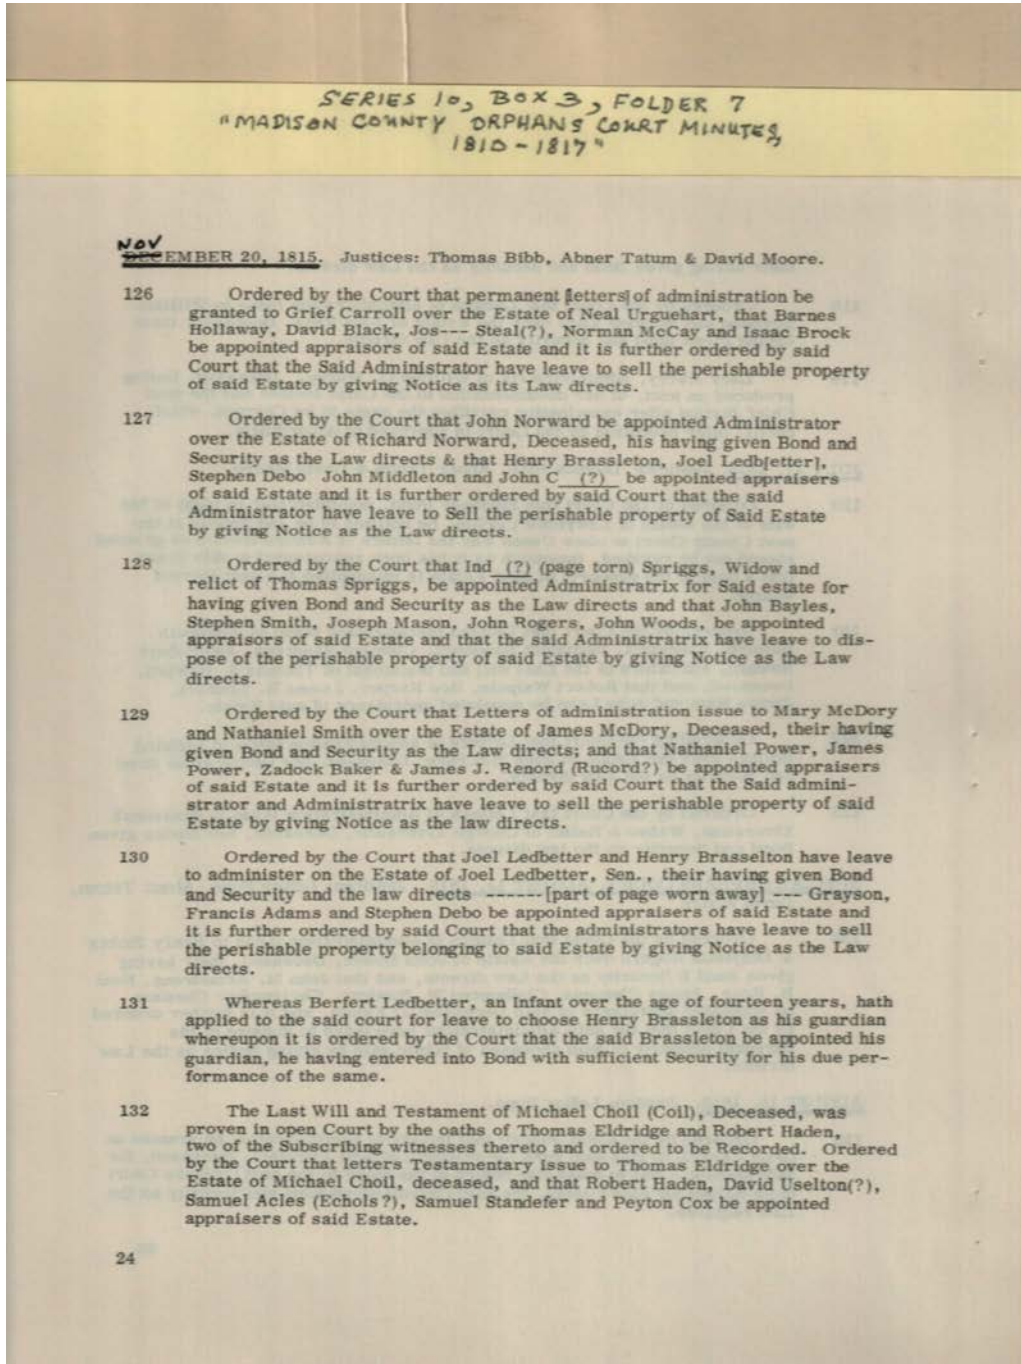 SERIES 10, BOX 3, FOLDER 7
"MADISON COUNTY ORPHANS COURT MINUTES,
1810-1817"
NOV
DECEMBER 20, 1815. Justices: Thomas Bibb, Abner Tatum & David Moore.
126 Ordered by the Court that permanent [letters] of administration be
granted to Grief Carroll over the Estate of Neal Urguehart, that Barnes
Hollaway, David Black, Jos--- Steal(?), Norman McCay and Isaac Brock
be appointed appraisors of said Estate and it is further ordered by said
Court that the Said Administrator have leave to sell the perishable property
of said Estate by giving Notice as its Law directs.
127 Ordered by the Court that John Norward be appointed Administrator
over the Estate of Richard Norward, Deceased, his having given Bond and
Security as the Law directs & that Henry Brassleton, Joel Ledb[etter],
Stephen Debo John Middleton and John C (?) be appointed appraisers
of said Estate and it is further ordered by said Court that the said
Administrator have leave to Sell the perishable property of Said Estate
by giving Notice as the Law directs.
128 Ordered by the Court that Ind (?) (page torn) Spriggs, Widow and
relict of Thomas Spriggs, be appointed Administratrix for Said estate for
having given Bond and Security as the Law directs and that John Bayles,
Stephen Smith, Joseph Mason, John Rogers, John Woods, be appointed
appraisors of said Estate and that the said Administratrix have leave to dis-
pose of the perishable property of said Estate by giving Notice as the Law
directs.
129 Ordered by the Court that Letters of administration issue to Mary McDory
and Nathaniel Smith over the Estate of James McDory, Deceased, their having
given Bond and Security as the Law directs; and that Nathaniel Power, James
Power, Zadock Baker & James J. Renord (Rucord?) be appointed appraisers
of said Estate and it is further ordered by said Court that the Said admini-
strator and Administratrix have leave to sell the perishable property of said
Estate by giving Notice as the law directs.
130 Ordered by the Court that Joel Ledbetter and Henry Brasselton have leave
to administer on the Estate of Joel Ledbetter, Sen., their having given Bond
and Security and the law directs ------[part of page worn away] --- Grayson,
Francis Adams and Stephen Debo be appointed appraisers of said Estate and
it is further ordered by said Court that the administrators have leave to sell
the perishable property belonging to said Estate by giving Notice as the Law
directs.
131 Whereas Berfert Ledbetter, an infant over the age of fourteen years, hath
applied to the said court for leave to choose Henry Brassleton as his guardian
whereupon it is ordered by the Court that the said Brassleton be appointed his
guardian, he having entered into Bond with sufficient Security for his due per-
formance of the same.
132 The Last Will and Testament of Michael Choil (Coil), Deceased, was
proven in open Court by the oaths of Thomas Eldridge and Robert Haden,
two of the Subscribing witnesses thereto and ordered to be Recorded. Ordered
by the Court that letters Testamentary issue to Thomas Eldridge over the
Estate of Michael Choil, deceased, and that Robert Haden, David Uselton(?),
Samuel Acles (Echols?), Samuel Standefer and Peyton Cox be appointed
appraisers of said Estate.
24